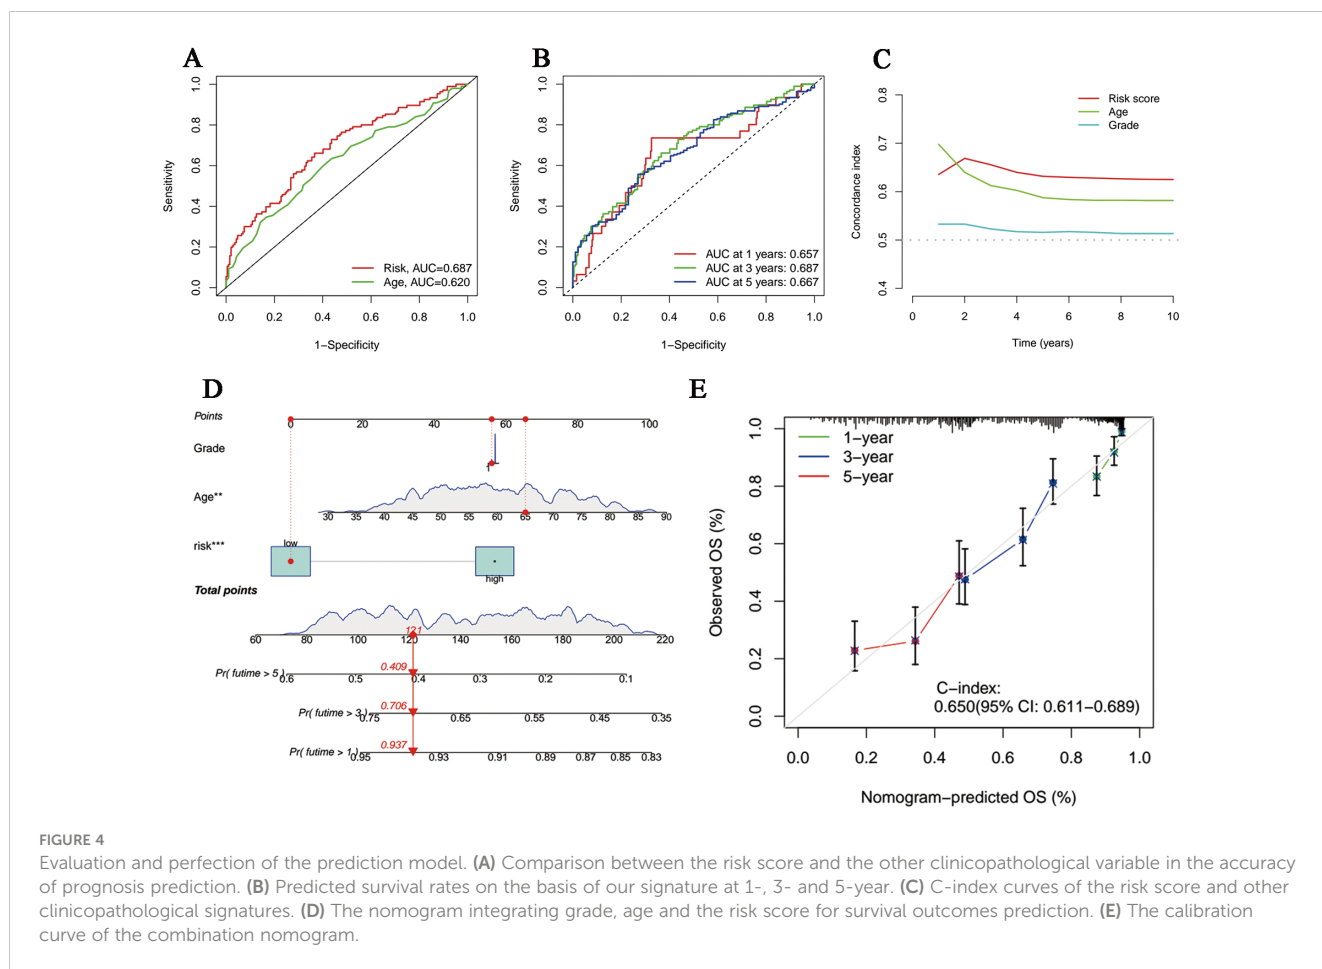 A
1.0
0.8
0.6
0.4
0.2
0.0
Sensitivity
Risk, AUC=0.687
Age, AUC=0.620
0.0 0.2 0.4 0.6 0.8 1.0
1−Specificity
B
1.0
0.8
0.6
0.4
0.2
0.0
Sensitivity
AUC at 1 years: 0.657
AUC at 3 years: 0.687
AUC at 5 years: 0.667
0.0 0.2 0.4 0.6 0.8 1.0
1−Specificity
C
0.8
0.7
0.6
0.5
0.4
Concordance index
Risk score
Age
Grade
0 2 4 6 8 10
Time (years)
D
Points
0 20 40 60 80 100
Grade
Age**
30 35 40 45 50 55 60 65 70 75 80 85 90
risk***
low
high
Total points
121
60 80 100 120 140 160 180 200 220
0.409
Pr( futime > 5)
0.6 0.5 0.4 0.3 0.2 0.1
0.706
Pr( futime > 3)
0.75 0.65 0.55 0.45 0.35
0.937
Pr( futime > 1)
0.95 0.93 0.91 0.89 0.87 0.85 0.83
E
1.0
0.8
0.6
0.4
0.2
0.0
Observed OS (%)
1−year
3−year
5−year
C−index:
0.650(95% CI: 0.611−0.689)
0.0 0.2 0.4 0.6 0.8 1.0
Nomogram−predicted OS (%)
FIGURE 4
Evaluation and perfection of the prediction model. (A) Comparison between the risk score and the other clinicopathological variable in the accuracy
of prognosis prediction. (B) Predicted survival rates on the basis of our signature at 1-, 3- and 5-year. (C) C-index curves of the risk score and other
clinicopathological signatures. (D) The nomogram integrating grade, age and the risk score for survival outcomes prediction. (E) The calibration
curve of the combination nomogram.